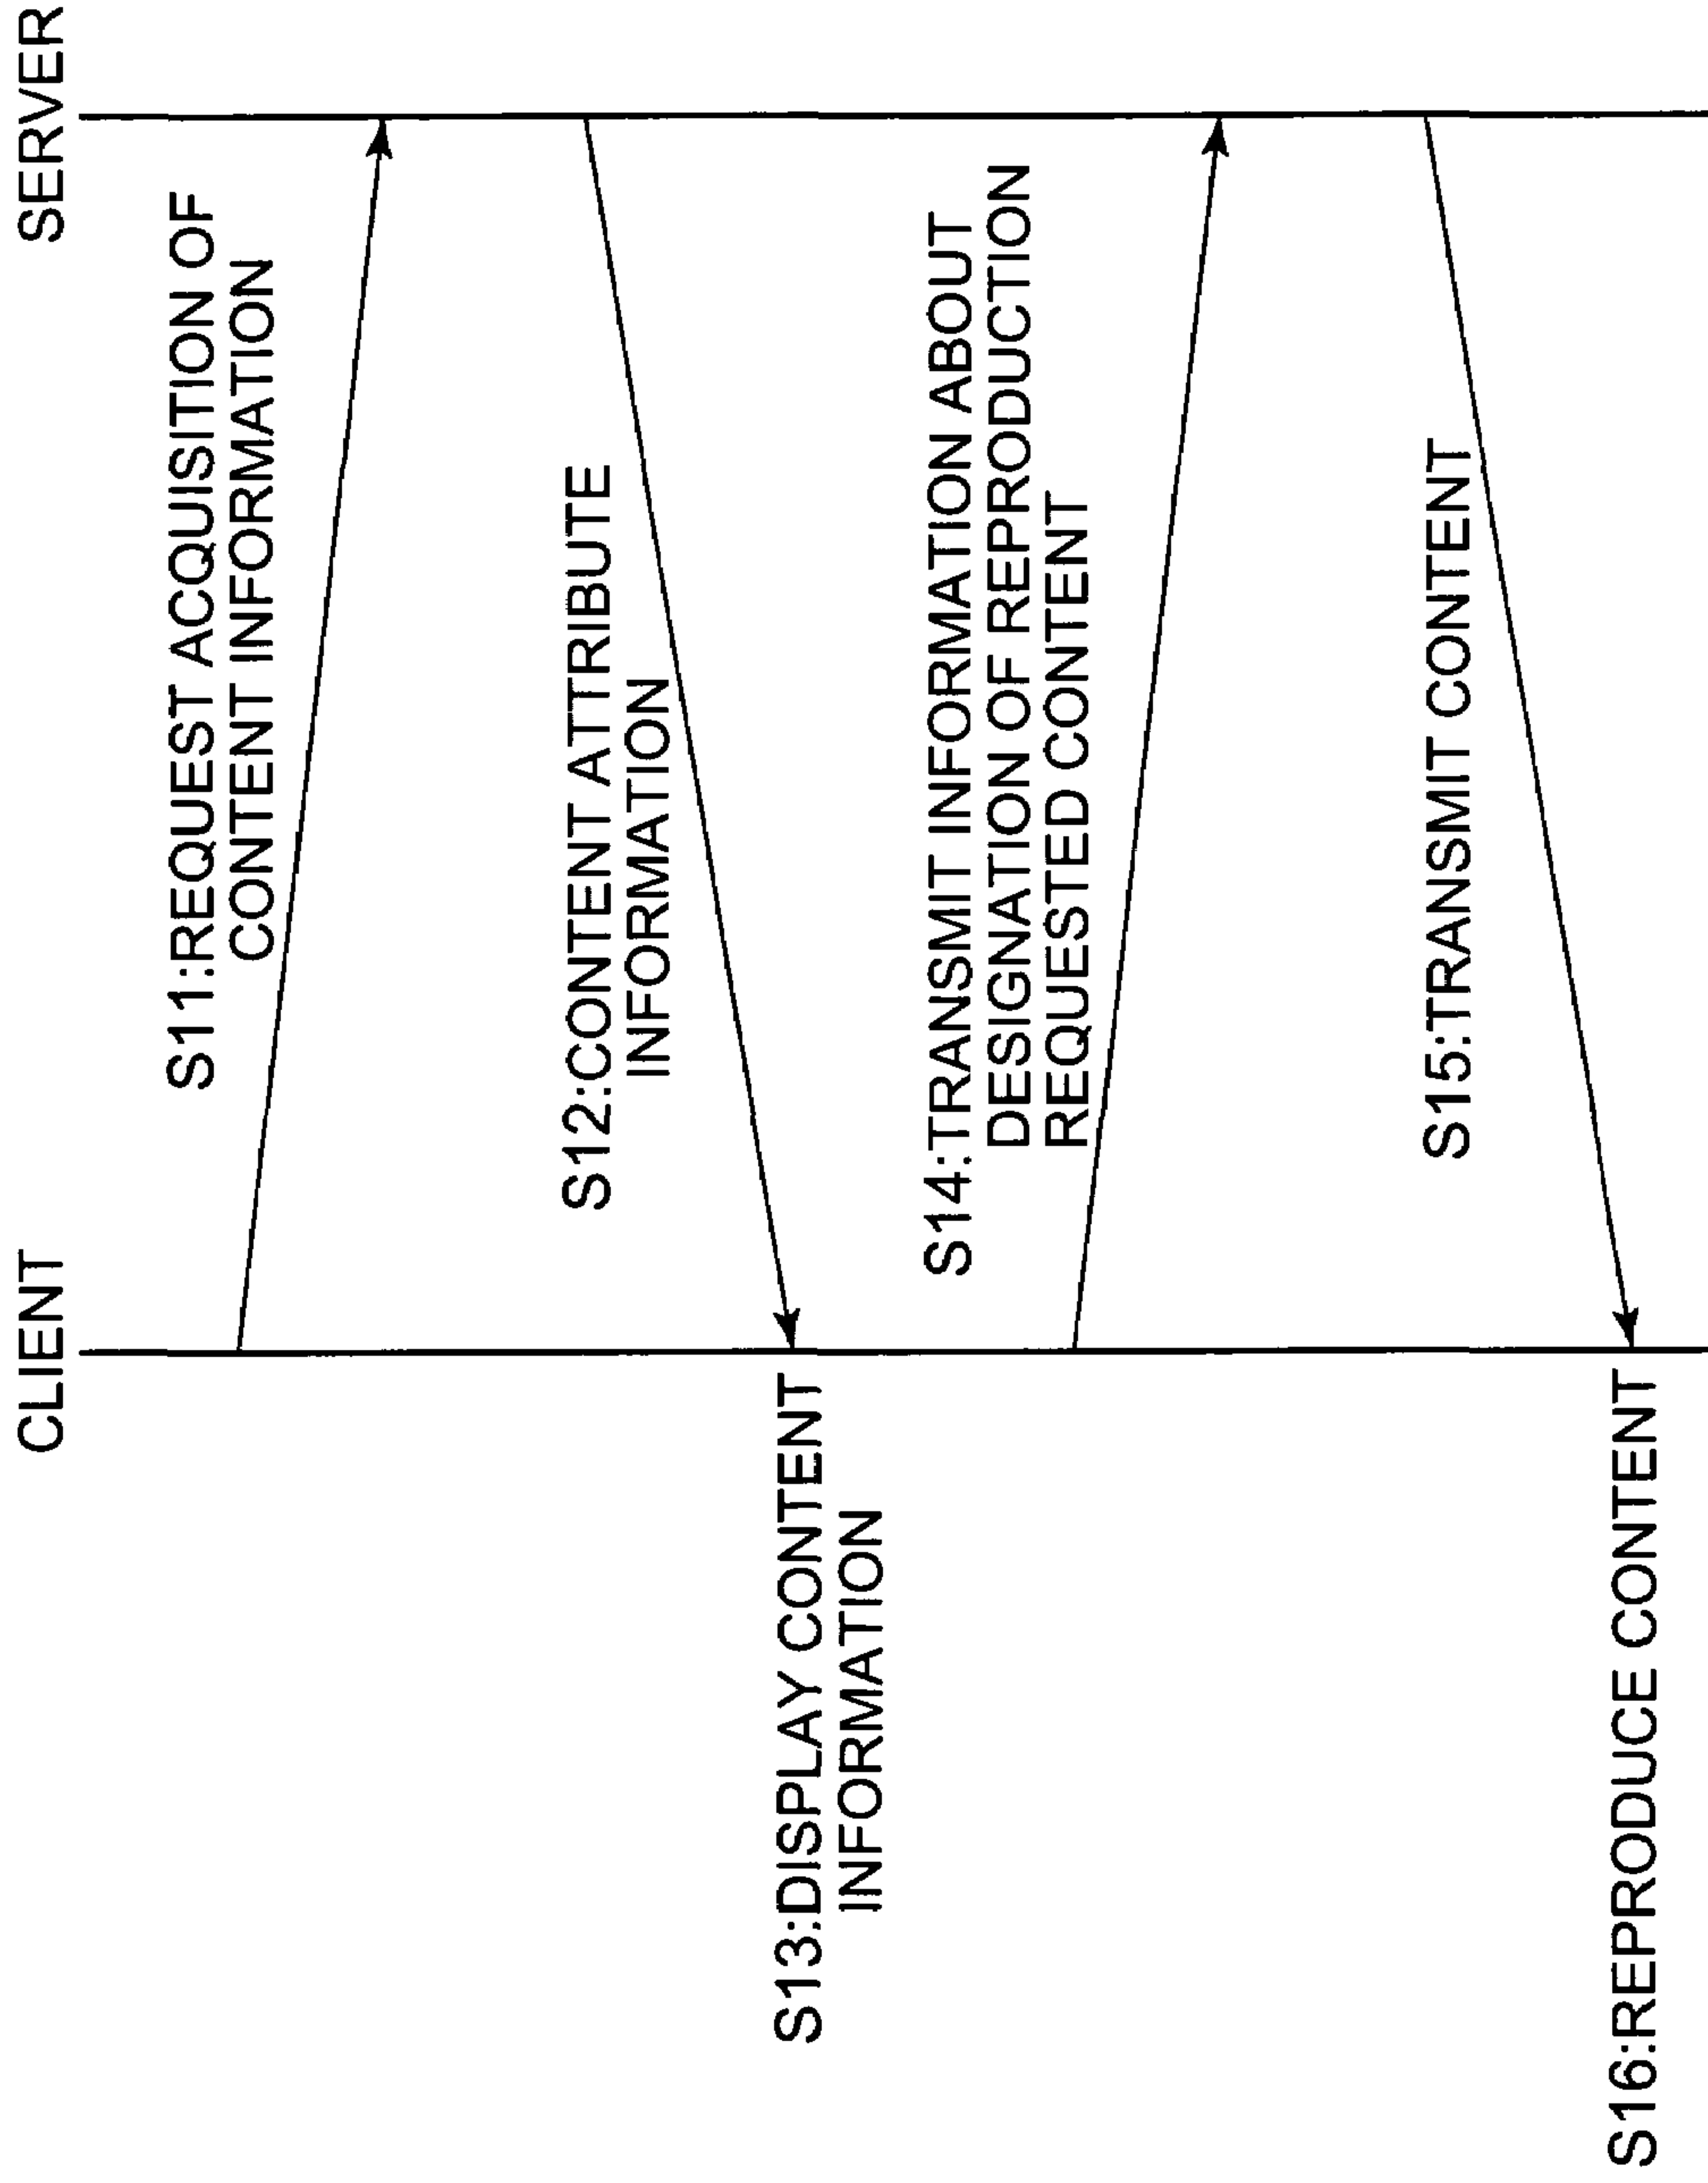 CLIENT
SERVER
S11:REQUEST ACQUISITION OF
CONTENT INFORMATION
S12:CONTENT ATTRIBUTE
INFORMATION
S13:DISPLAY CONTENT
INFORMATION
S14:TRANSMIT INFORMATION ABOUT
DESIGNATION OF REPRODUCTION
REQUESTED CONTENT
S15:TRANSMIT CONTENT
S16:REPRODUCE CONTENT